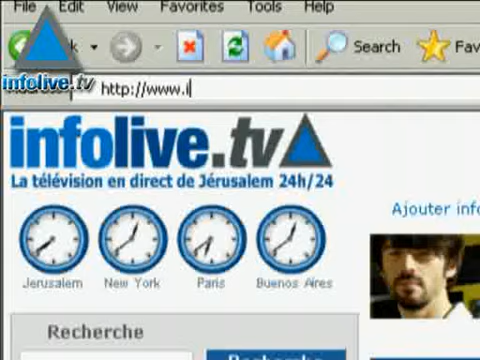 File Edit View Favorites Tools Help
Search
infolive.tv
http://www.i
infolive.tv
La télévision en direct de Jérusalem 24h/24
Ajouter info
Jerusalem New York Paris Buenos Aires
Recherche
Recherche